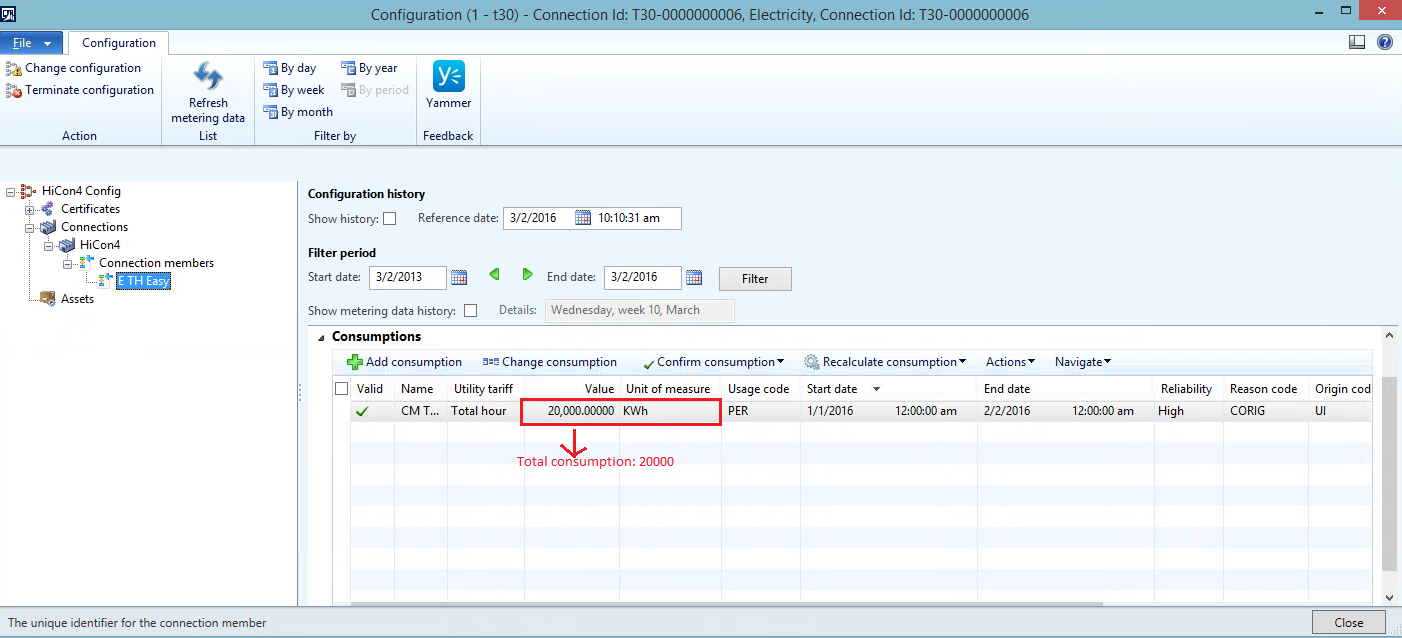 Configuration (1 - t30) - Connection Id: T30-0000000006, Electricity, Connection Id: T30-0000000006
File Configuration
Change configuration
Terminate configuration
Action
Refresh
metering data
List
By day By year
By week By period
By month
Filter by
Yammer
Feedback
HiCon4 Config
Certificates
Connections
HiCon4
Connection members
E TH Easy
Assets
Configuration history
Show history: Reference date: 3/2/2016 10:10:31 am
Filter period
Start date: 3/2/2013 End date: 3/2/2016 Filter
Show metering data history: Details: Wednesday, week 10, March
Consumptions
Add consumption Change consumption Confirm consumption Recalculate consumption Actions Navigate
Valid Name Utility tariff Value Unit of measure Usage code Start date End date Reliability Reason code Origin cod
CM T... Total hour 20,000.00000 KWh PER 1/1/2016 12:00:00 am 2/2/2016 12:00:00 am High CORIG UI
Total consumption: 20000
The unique identifier for the connection member Close